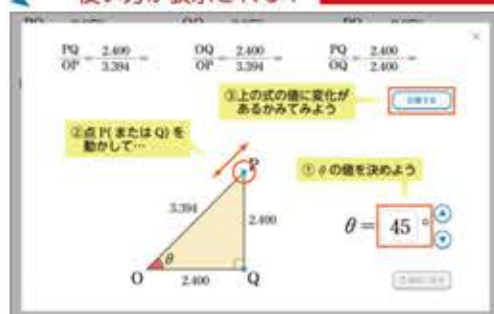 使い方が表示されます
PQ/OP = 2.400/3.394 =
OQ/OP = 2.400/3.394 =
PQ/OQ = 2.400/2.400 =
×
③上の式の値に変化が
あるかみてみよう
②点 P( または Q) を
動かして…
①θの値を決めよう
P
3.394
2.400
θ = 45 °
θ
O
2.400
Q